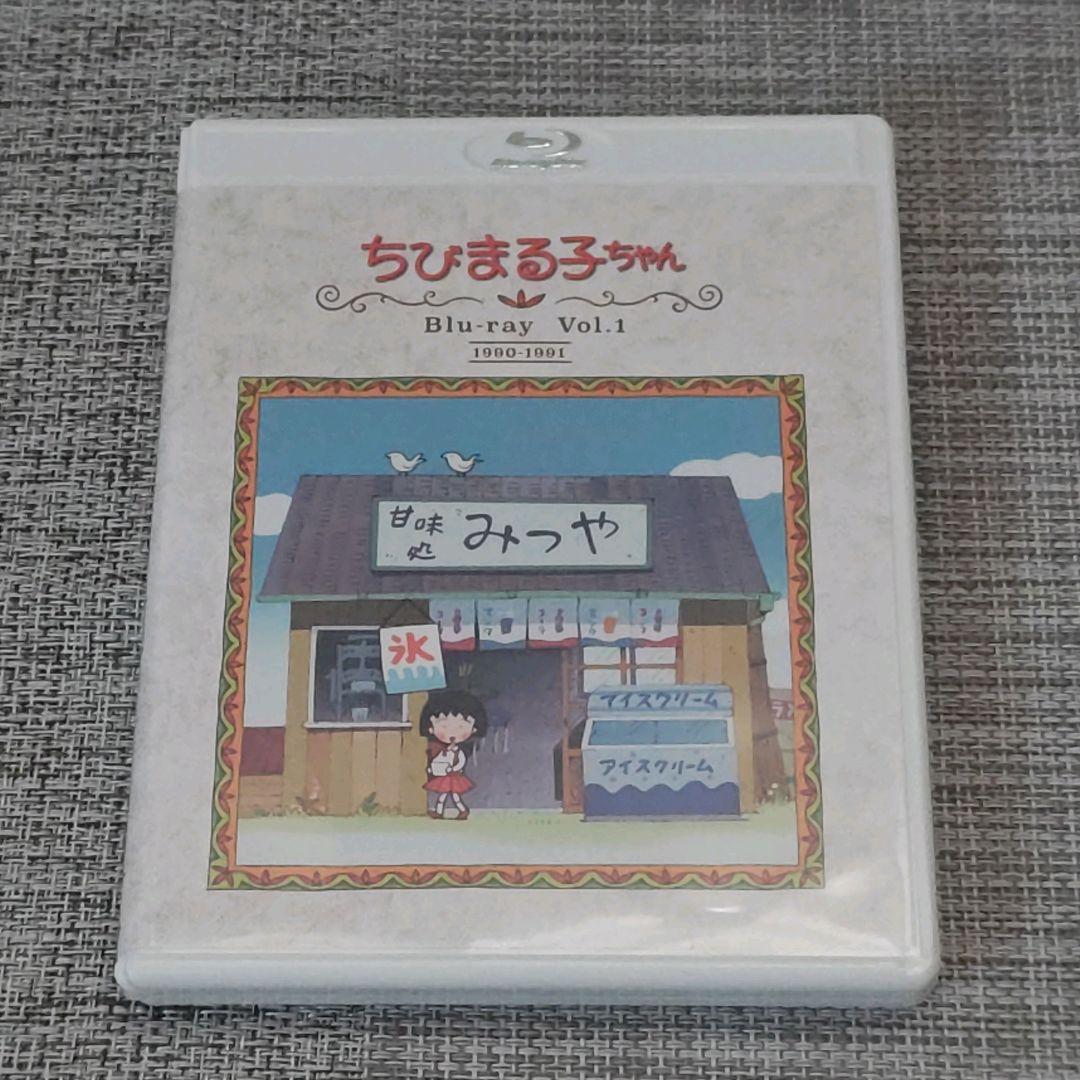 ちびまる子ちゃん
Blu-ray Vol.1
1990-1991
甘味処 みつや
氷
アイスクリーム
アイスクリーム